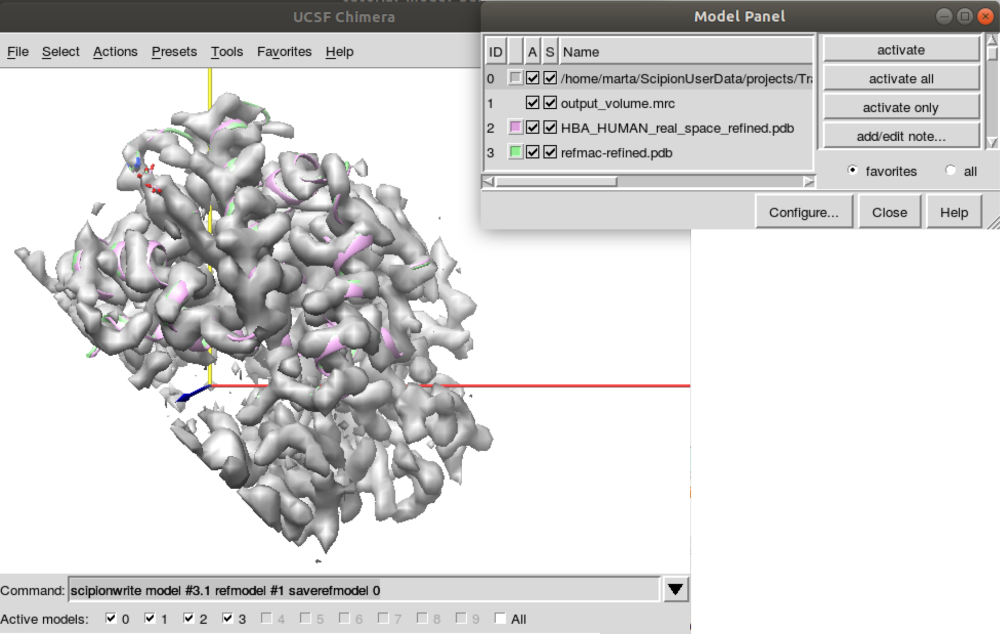 UCSF Chimera
File Select Actions Presets Tools Favorites Help
Command: scipionwrite model #3.1 refmodel #1 saverefmodel 0
Active models: 0 1 2 3 4 5 6 7 8 9 All
Model Panel
ID A S Name
0 /home/marta/ScipionUserData/projects/Tra
1 output_volume.mrc
2 HBA_HUMAN_real_space_refined.pdb
3 refmac-refined.pdb
activate
activate all
activate only
add/edit note...
favorites all
Configure... Close Help